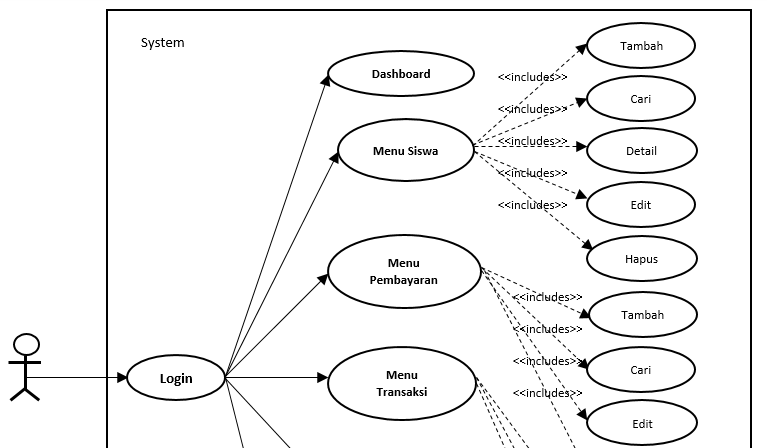 System
Dashboard
Menu Siswa
<<includes>>
<<includes>>
<<includes>>
<<includes>>
<<includes>>
Tambah
Cari
Detail
Edit
Hapus
Menu
Pembayaran
<<includes>>
<<includes>>
<<includes>>
<<includes>>
Tambah
Cari
Edit
Login
Menu
Transaksi